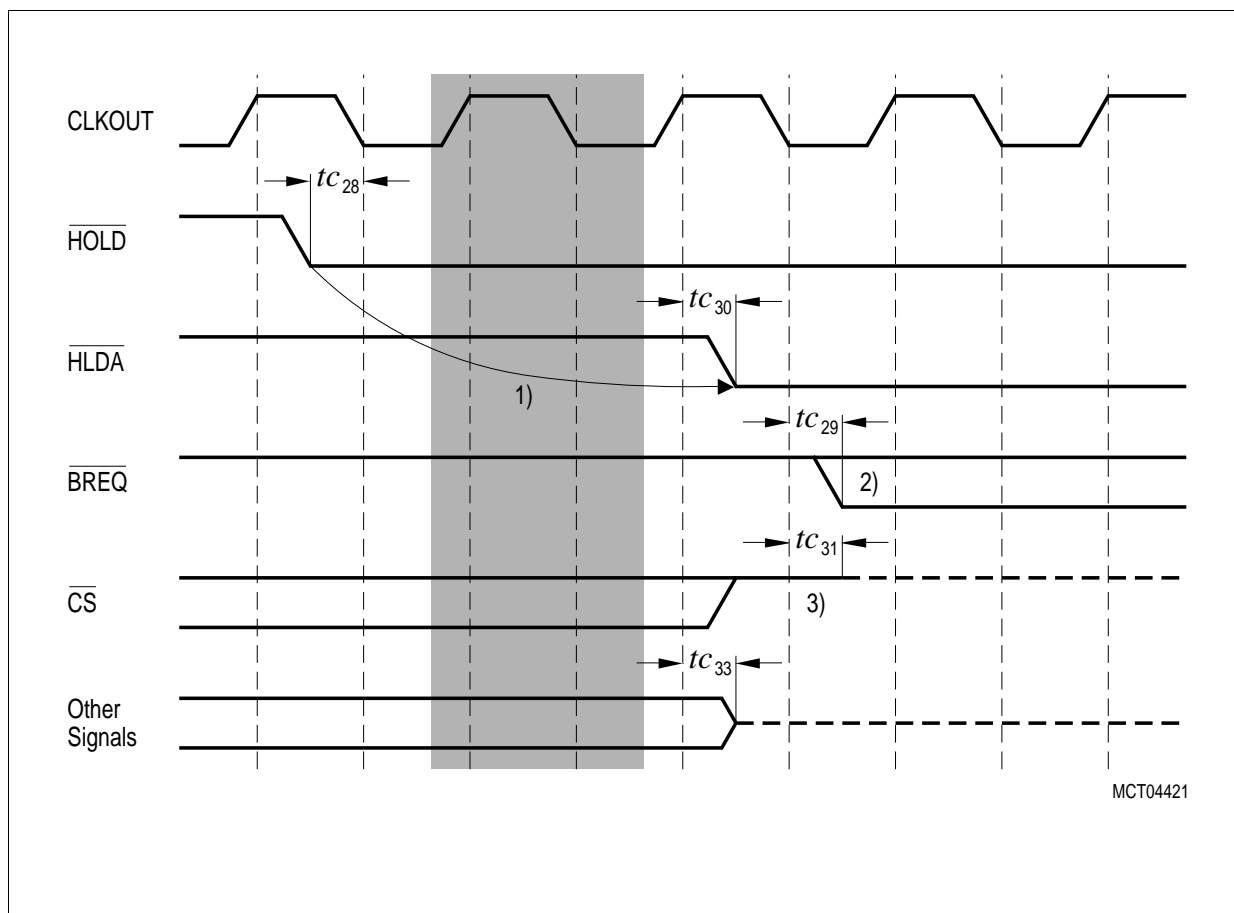 CLKOUT
tc28
HOLD
tc30
HLDA
1)
tc29
BREQ
2)
tc31
CS
3)
tc33
Other
Signals
MCT04421